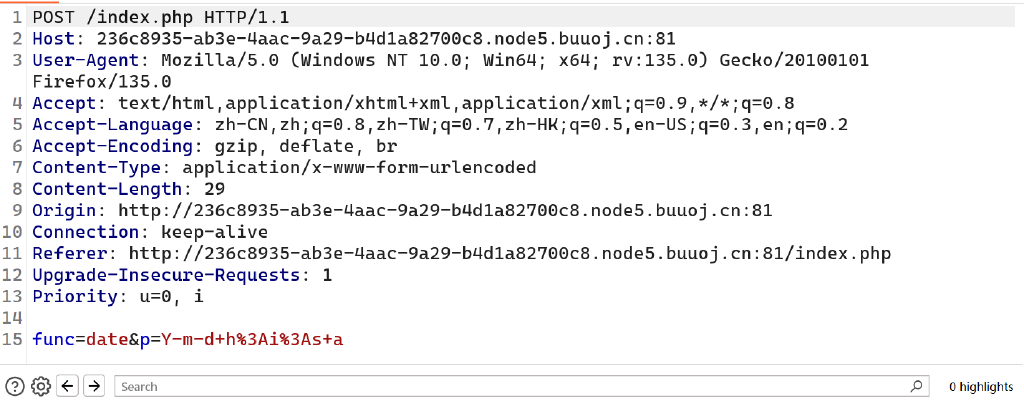 1 POST /index.php HTTP/1.1
2 Host: 236c8935-ab3e-4aac-9a29-b4d1a82700c8.node5.buuoj.cn:81
3 User-Agent: Mozilla/5.0 (Windows NT 10.0; Win64; x64; rv:135.0) Gecko/20100101
Firefox/135.0
4 Accept: text/html,application/xhtml+xml,application/xml;q=0.9,*/*;q=0.8
5 Accept-Language: zh-CN,zh;q=0.8,zh-TW;q=0.7,zh-HK;q=0.5,en-US;q=0.3,en;q=0.2
6 Accept-Encoding: gzip, deflate, br
7 Content-Type: application/x-www-form-urlencoded
8 Content-Length: 29
9 Origin: http://236c8935-ab3e-4aac-9a29-b4d1a82700c8.node5.buuoj.cn:81
10 Connection: keep-alive
11 Referer: http://236c8935-ab3e-4aac-9a29-b4d1a82700c8.node5.buuoj.cn:81/index.php
12 Upgrade-Insecure-Requests: 1
13 Priority: u=0, i
14
15 func=date&p=Y-m-d+h%3Ai%3As+a
Search 0 highlights